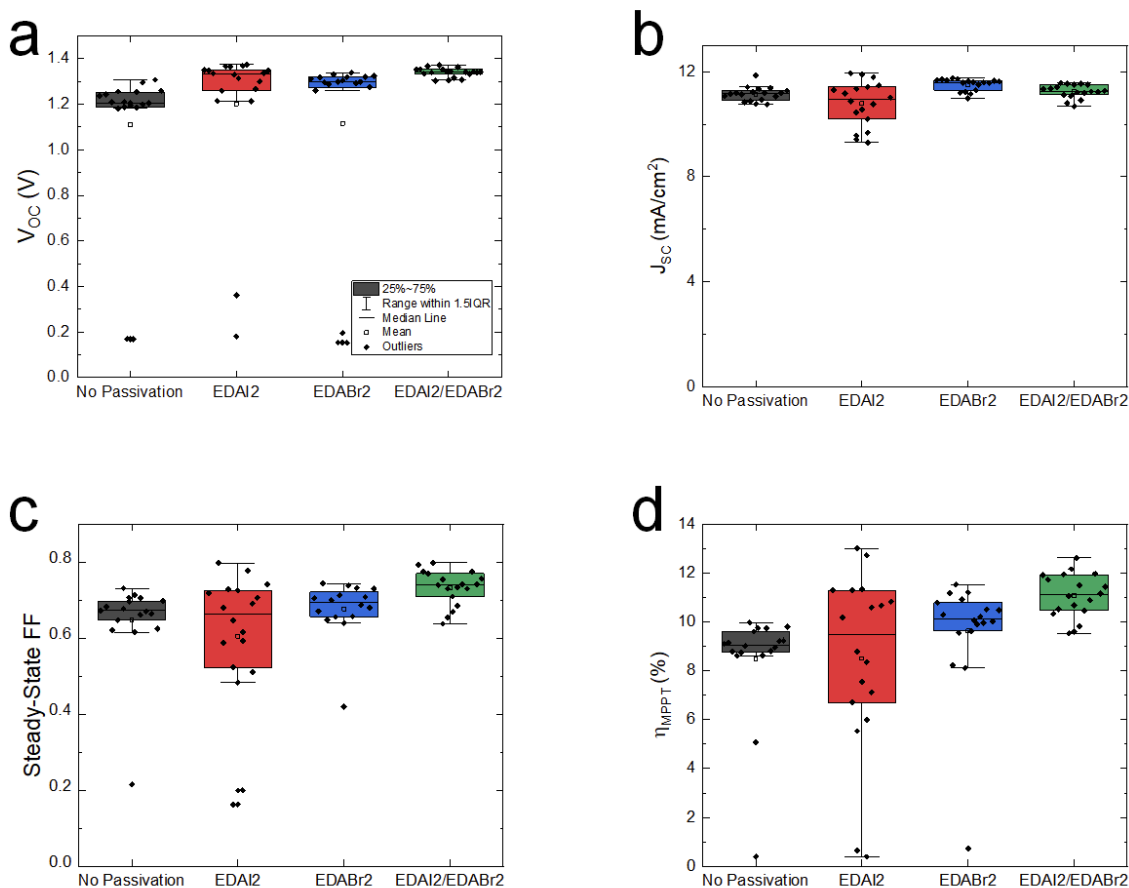 a
1.4
1.2
1.0
0.8
0.6
0.4
0.2
0.0
V_OC (V)
25%~75%
Range within 1.5IQR
Median Line
Mean
Outliers
No Passivation EDAI2 EDABr2 EDAI2/EDABr2
b
12
8
4
0
J_SC (mA/cm²)
No Passivation EDAI2 EDABr2 EDAI2/EDABr2
c
0.8
0.6
0.4
0.2
0.0
Steady-State FF
No Passivation EDAI2 EDABr2 EDAI2/EDABr2
d
14
12
10
8
6
4
2
0
η_MPPT (%)
No Passivation EDAI2 EDABr2 EDAI2/EDABr2